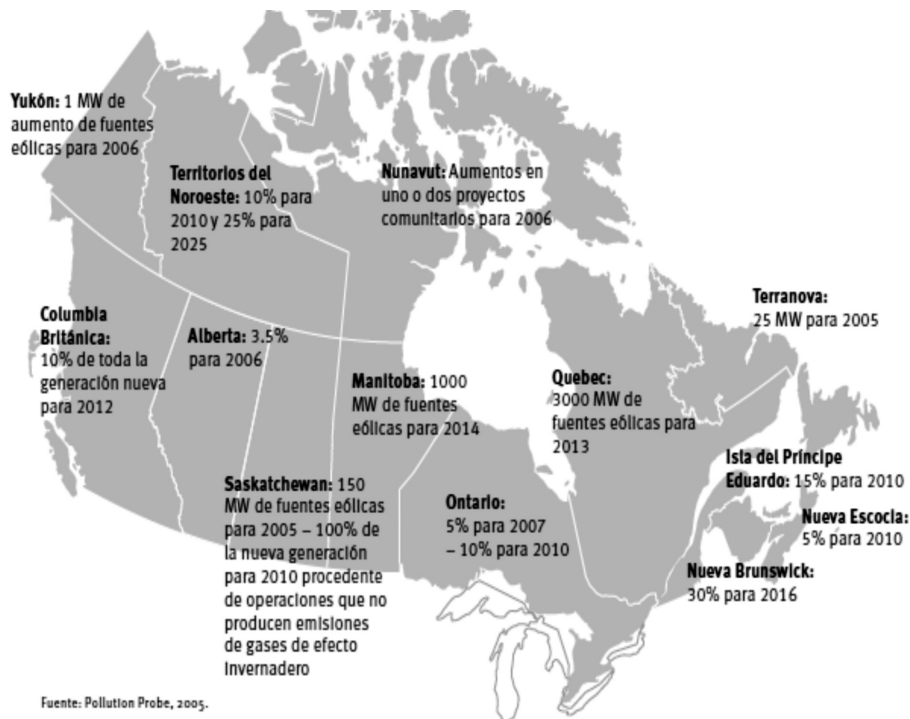 Yukón: 1 MW de
aumento de fuentes
eólicas para 2006
Territorios del
Noroeste: 10% para
2010 y 25% para
2025
Nunavut: Aumentos en
uno o dos proyectos
comunitarios para 2006
Terranova:
25 MW para 2005
Columbia
Británica:
10% de toda la
generación nueva
para 2012
Alberta: 3.5%
para 2006
Manitoba: 1000
MW de fuentes
eólicas para 2014
Quebec:
3000 MW de
fuentes eólicas para
2013
Saskatchewan: 150
MW de fuentes eólicas
para 2005 – 100% de
la nueva generación
para 2010 procedente
de operaciones que no
producen emisiones
de gases de efecto
invernadero
Ontario:
5% para 2007
– 10% para 2010
Isla del Príncipe
Eduardo: 15% para 2010
Nueva Escocia:
5% para 2010
Nueva Brunswick:
30% para 2016
Fuente: Pollution Probe, 2005.